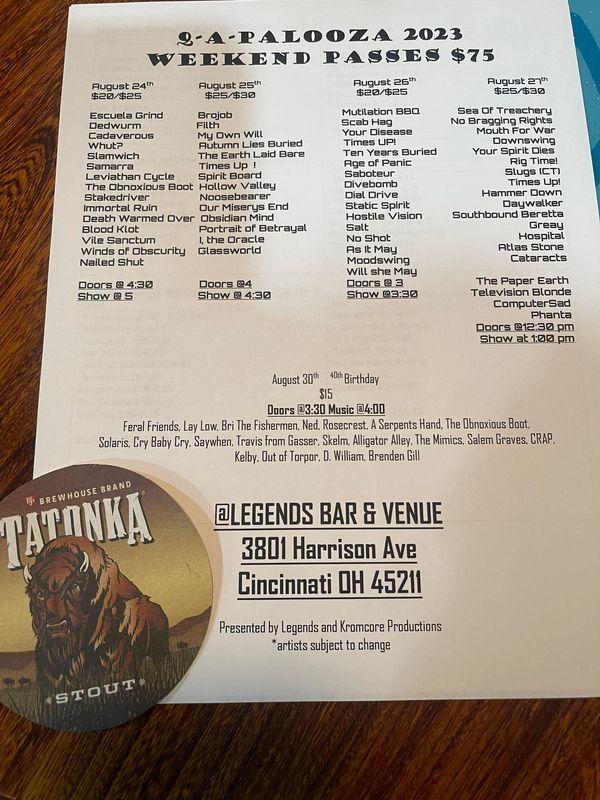 Q-A-PALOOZA 2023
WEEKEND PASSES $75
August 24th
$20/$25
Escuela Grind
Dedwurm
Cadaverous
Whut?
Slamwich
Samarra
Leviathan Cycle
The Obnoxious Boot
Stakedriver
Immortal Ruin
Death Warmed Over
Blood Klot
Vile Sanctum
Winds of Obscurity
Nailed Shut
Doors @ 4:30
Show @ 5
August 25th
$25/$30
Brojob
Filth
My Own Will
Autumn Lies Buried
The Earth Laid Bare
Times Up !
Spirit Board
Hollow Valley
Noosebearer
Our Miserys End
Obsidian Mind
Portrait of Betrayal
I, the Oracle
Glassworld
Doors @4
Show @ 4:30
August 26th
$20/$25
Mutilation BBQ
Scab Hag
Your Disease
Times UP!
Ten Years Buried
Age of Panic
Saboteur
Divebomb
Dial Drive
Static Spirit
Hostile Vision
Salt
No Shot
As It May
Moodswing
Will she May
Doors @ 3
Show @3:30
August 27th
$25/$30
Sea Of Treachery
No Bragging Rights
Mouth For War
Downswing
Your Spirit Dies
Rig Time!
Slugs (CT)
Times Up!
Hammer Down
Daywalker
Southbound Beretta
Greay
Hospital
Atlas Stone
Cataracts
The Paper Earth
Television Blonde
ComputerSad
Phanta
Doors @12:30 pm
Show at 1:00 pm
August 30th 40th Birthday
$15
Doors @3:30 Music @4:00
Feral Friends, Lay Low, Bri The Fishermen, Ned, Rosecrest, A Serpents Hand, The Obnoxious Boot,
Solaris, Cry Baby Cry, Saywhen, Travis from Gasser, Skelm, Alligator Alley, The Mimics, Salem Graves, CRAP,
Kelby, Out of Torpor, D. William, Brenden Gill
@LEGENDS BAR & VENUE
3801 Harrison Ave
Cincinnati OH 45211
Presented by Legends and Kromcore Productions
*artists subject to change
BJ's BREWHOUSE BRAND
TATONKA
STOUT